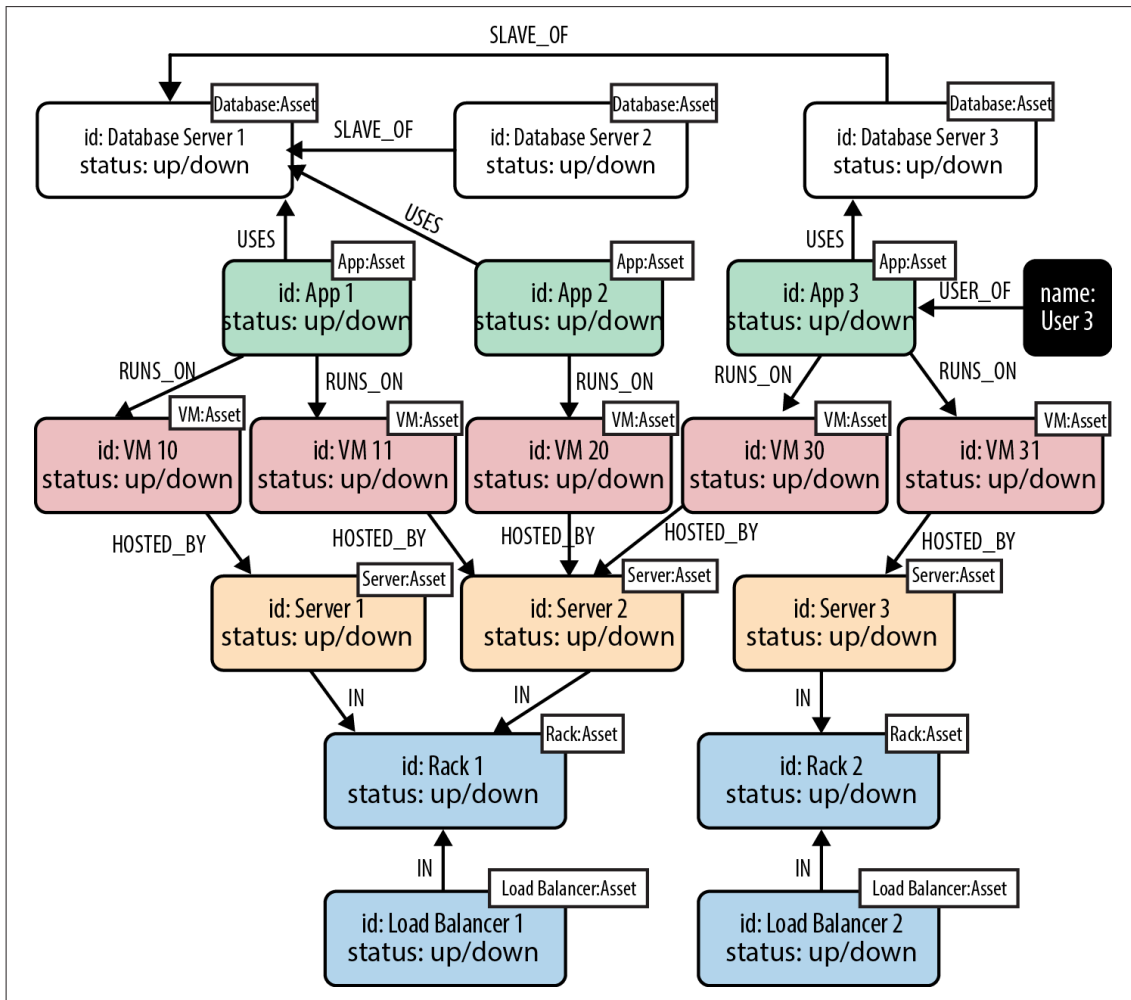 SLAVE_OF
Database:Asset
id: Database Server 1
status: up/down
SLAVE_OF
Database:Asset
id: Database Server 2
status: up/down
Database:Asset
id: Database Server 3
status: up/down
USES
USES
USES
App:Asset
id: App 1
status: up/down
App:Asset
id: App 2
status: up/down
App:Asset
id: App 3
status: up/down
USER_OF
name:
User 3
RUNS_ON
RUNS_ON
RUNS_ON
RUNS_ON
RUNS_ON
VM:Asset
id: VM 10
status: up/down
VM:Asset
id: VM 11
status: up/down
VM:Asset
id: VM 20
status: up/down
VM:Asset
id: VM 30
status: up/down
VM:Asset
id: VM 31
status: up/down
HOSTED_BY
HOSTED_BY
HOSTED_BY
HOSTED_BY
HOSTED_BY
Server:Asset
id: Server 1
status: up/down
Server:Asset
id: Server 2
status: up/down
Server:Asset
id: Server 3
status: up/down
IN
IN
IN
Rack:Asset
id: Rack 1
status: up/down
Rack:Asset
id: Rack 2
status: up/down
IN
IN
Load Balancer:Asset
id: Load Balancer 1
status: up/down
Load Balancer:Asset
id: Load Balancer 2
status: up/down